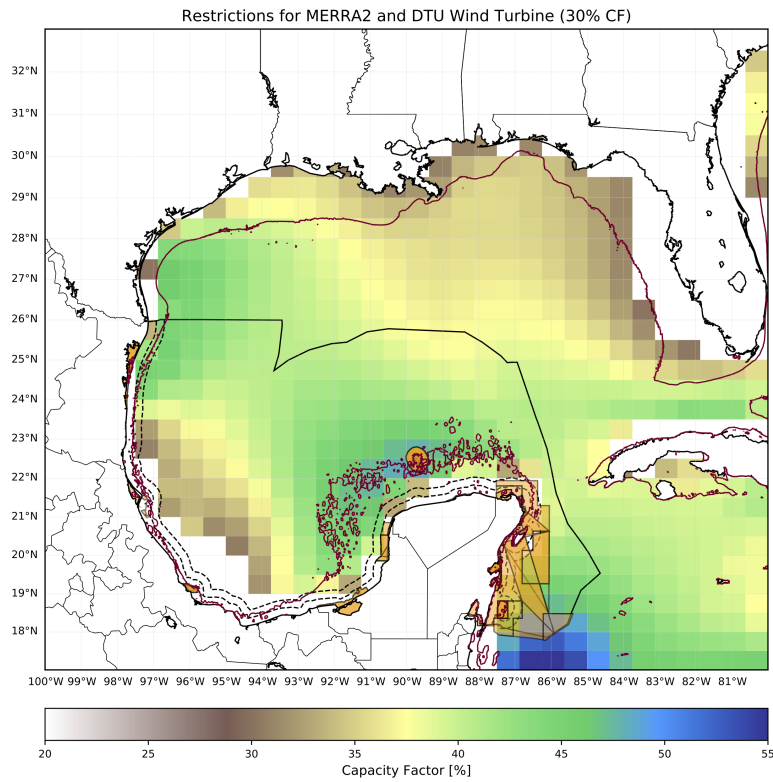 Restrictions for MERRA2 and DTU Wind Turbine (30% CF)
32°N
31°N
30°N
29°N
28°N
27°N
26°N
25°N
24°N
23°N
22°N
21°N
20°N
19°N
18°N
100°W 99°W 98°W 97°W 96°W 95°W 94°W 93°W 92°W 91°W 90°W 89°W 88°W 87°W 86°W 85°W 84°W 83°W 82°W 81°W
20 25 30 35 40 45 50 55
Capacity Factor [%]